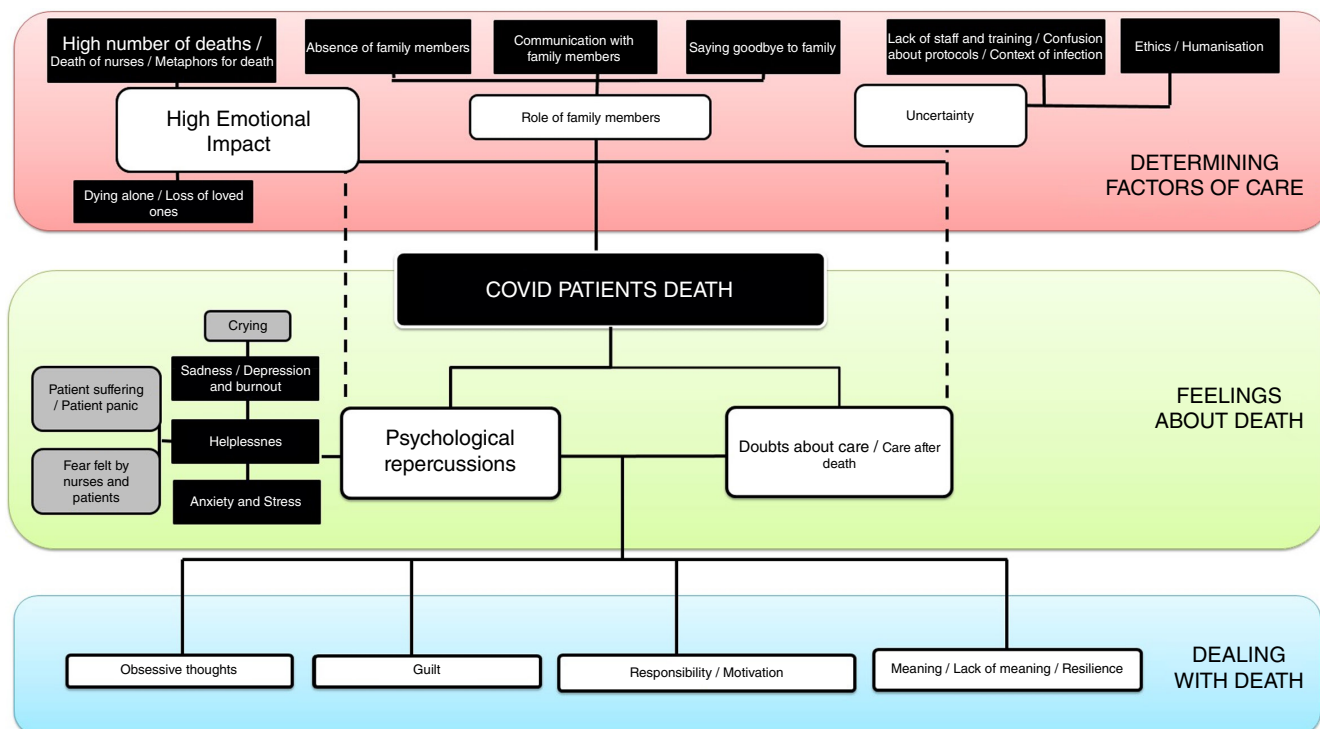 High number of deaths /
Death of nurses / Metaphors for death
Absence of family members
Communication with
family members
Saying goodbye to family
Lack of staff and training / Confusion
about protocols / Context of infection
Ethics / Humanisation
High Emotional
Impact
Role of family members
Uncertainty
DETERMINING
FACTORS OF CARE
Dying alone / Loss of loved
ones
COVID PATIENTS DEATH
Crying
Sadness / Depression
and burnout
Patient suffering
/ Patient panic
Helplessnes
Fear felt by
nurses and
patients
Anxiety and Stress
Psychological
repercussions
Doubts about care / Care after
death
FEELINGS
ABOUT DEATH
Obsessive thoughts
Guilt
Responsibility / Motivation
Meaning / Lack of meaning / Resilience
DEALING
WITH DEATH